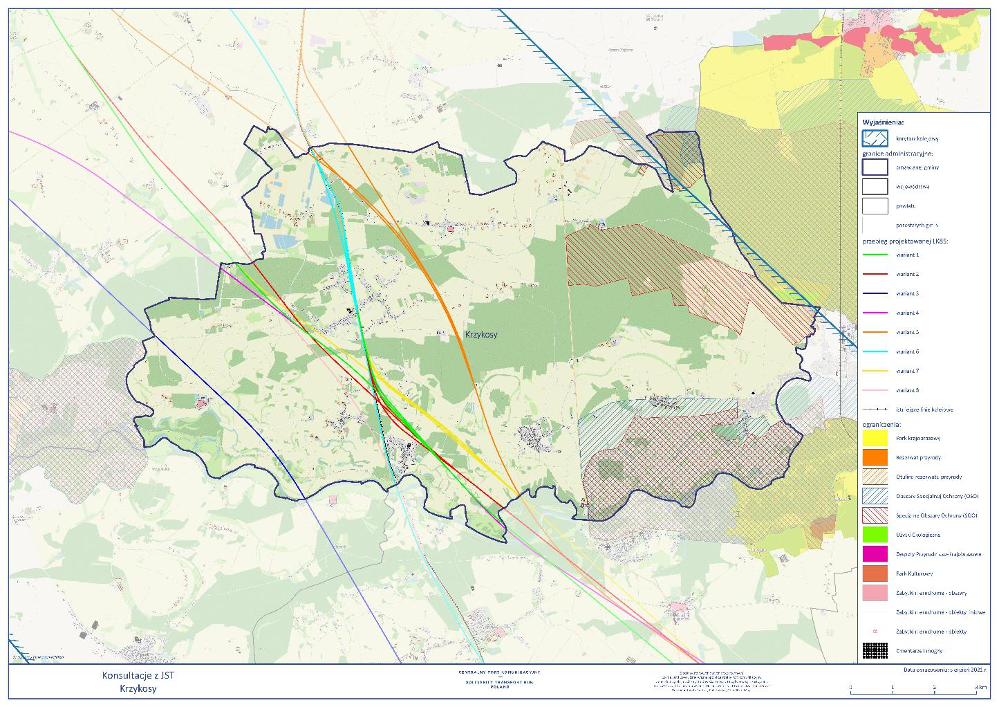 Krzykosy
Wyjaśnienia:
korytarz kolejowy
granice administracyjne:
omawianej gminy
województwa
powiatu
pozostałych gmin
przebieg projektowanej LK85:
wariant 1
wariant 2
wariant 3
wariant 4
wariant 5
wariant 6
wariant 7
wariant 8
istniejące linie kolejowe
ograniczenia:
Park krajobrazowy
Rezerwat przyrody
Otulina rezerwatu przyrody
Obszary Specjalnej Ochrony (OSO)
Specjalne Obszary Ochrony (SOO)
Użytki Ekologiczne
Zespoły Przyrodniczo-Krajobrazowe
Park Kulturowy
Zabytki nieruchome - obszary
Zabytki nieruchome - obiekty liniowe
Zabytki nieruchome - obiekty
Cmentarze i mogiły
Konsultacje z JST
Krzykosy
CENTRALNY PORT KOMUNIKACYJNY
SOLIDARITY TRANSPORT HUB
POLAND
Data opracowania: sierpień 2021 r.
0 1 2 3 km